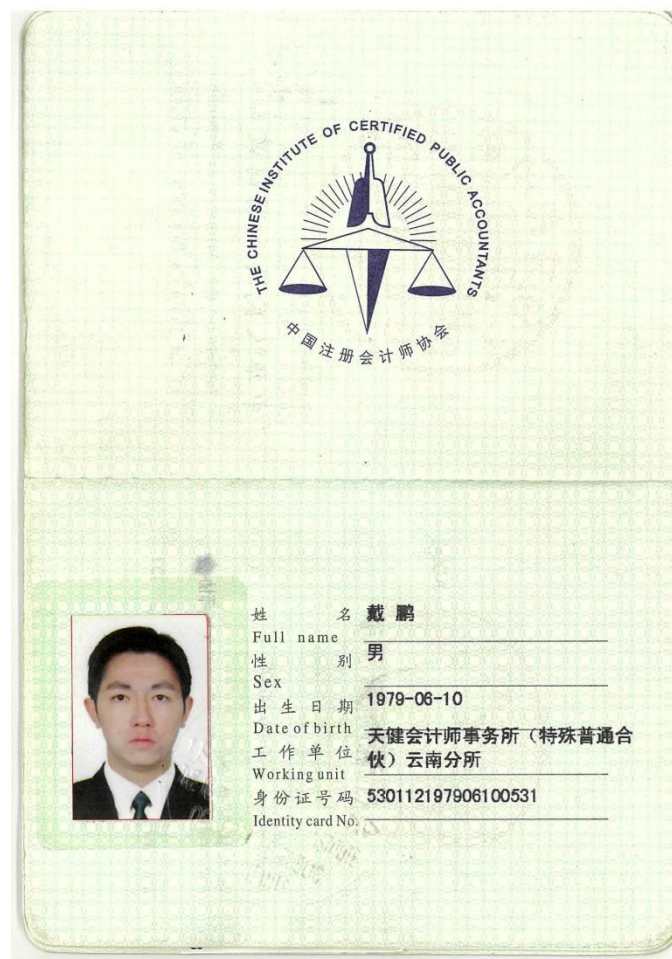 THE CHINESE INSTITUTE OF CERTIFIED PUBLIC ACCOUNTANTS
中国注册会计师协会
姓 名 戴 鹏
Full name
性 别 男
Sex
出生日期 1979-06-10
Date of birth
工作单位 天健会计师事务所（特殊普通合
伙）云南分所
Working unit
身份证号码 530112197906100531
Identity card No.